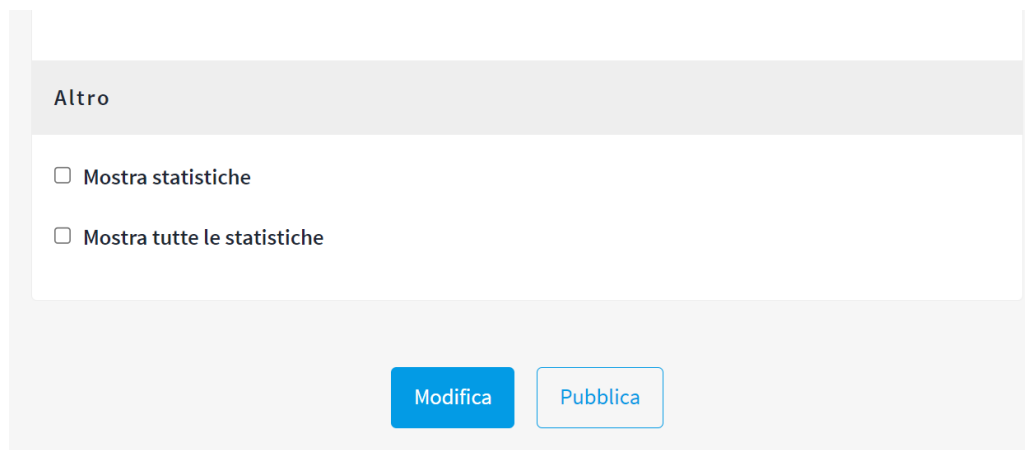 Altro
Mostra statistiche
Mostra tutte le statistiche
Modifica
Pubblica